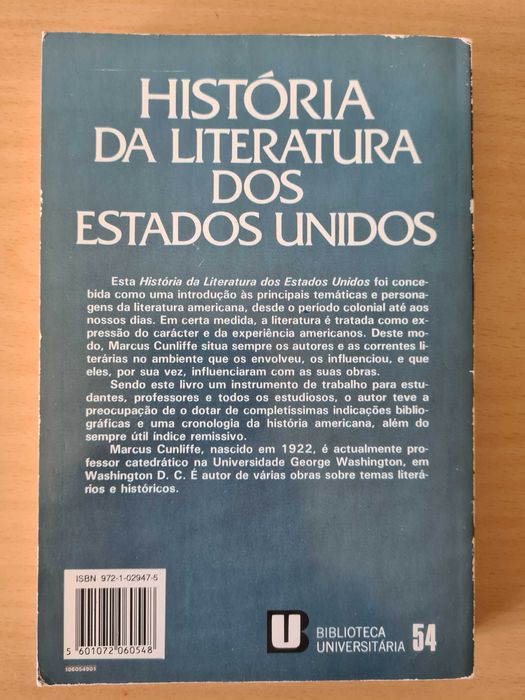 HISTÓRIA
DA LITERATURA
DOS
ESTADOS UNIDOS
Esta História da Literatura dos Estados Unidos foi conce-
bida como uma introdução às principais temáticas e persona-
gens da literatura americana, desde o período colonial até aos
nossos dias. Em certa medida, a literatura é tratada como ex-
pressão do carácter e da experiência americanos. Deste mo-
do, Marcus Cunliffe situa sempre os autores e as correntes li-
terárias no ambiente que os envolveu, os influenciou, e que
eles, por sua vez, influenciaram com as suas obras.
Sendo este livro um instrumento de trabalho para estu-
dantes, professores e todos os estudiosos, o autor teve a
preocupação de o dotar de completíssimas indicações biblio-
gráficas e uma cronologia da história americana, além do
sempre útil índice remissivo.
Marcus Cunliffe, nascido em 1922, é actualmente pro-
fessor catedrático na Universidade George Washington, em
Washington D. C. É autor de várias obras sobre temas literá-
rios e históricos.
ISBN 972-1-02947-5
5 601072 060548
106054901
BU BIBLIOTECA
UNIVERSITÁRIA 54